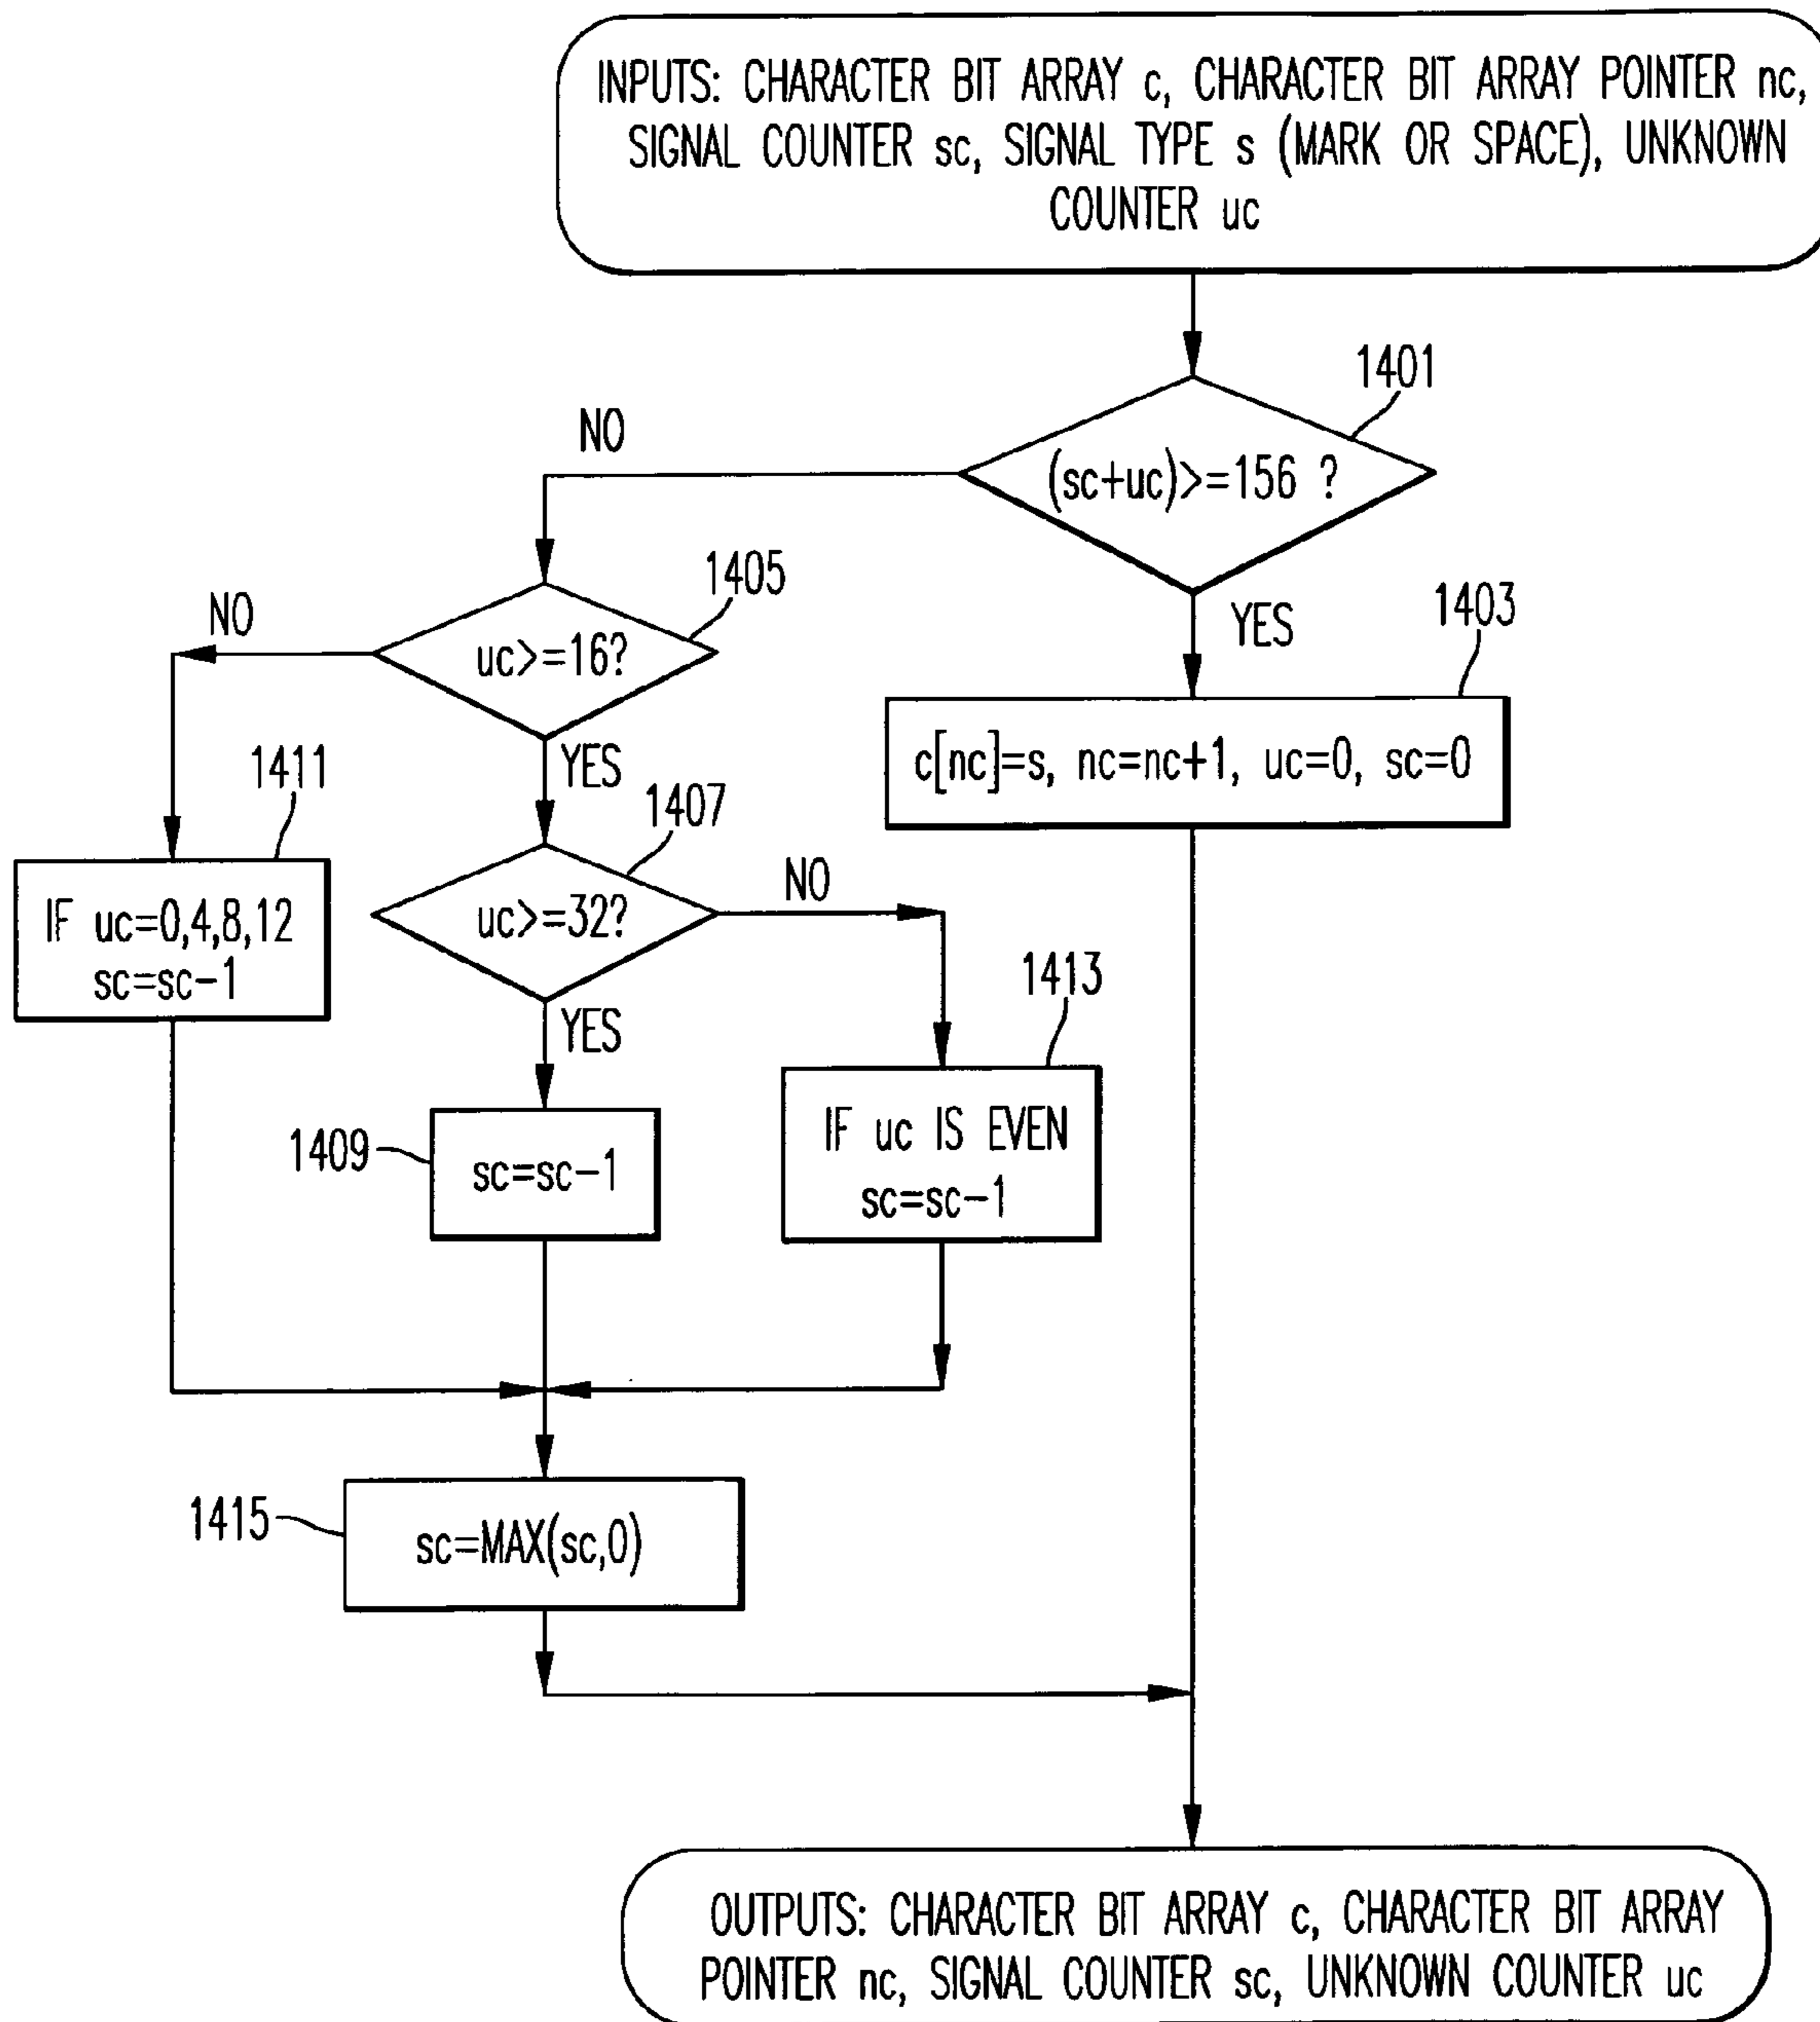 INPUTS: CHARACTER BIT ARRAY c, CHARACTER BIT ARRAY POINTER nc,
SIGNAL COUNTER sc, SIGNAL TYPE s (MARK OR SPACE), UNKNOWN
COUNTER uc
1401
NO
(sc+uc)>=156 ?
1405
NO
YES
1403
uc>=16?
c[nc]=s, nc=nc+1, uc=0, sc=0
1411
YES
1407
NO
IF uc=0,4,8,12
sc=sc-1
uc>=32?
1413
YES
IF uc IS EVEN
sc=sc-1
1409
sc=sc-1
1415
sc=MAX(sc,0)
OUTPUTS: CHARACTER BIT ARRAY c, CHARACTER BIT ARRAY
POINTER nc, SIGNAL COUNTER sc, UNKNOWN COUNTER uc